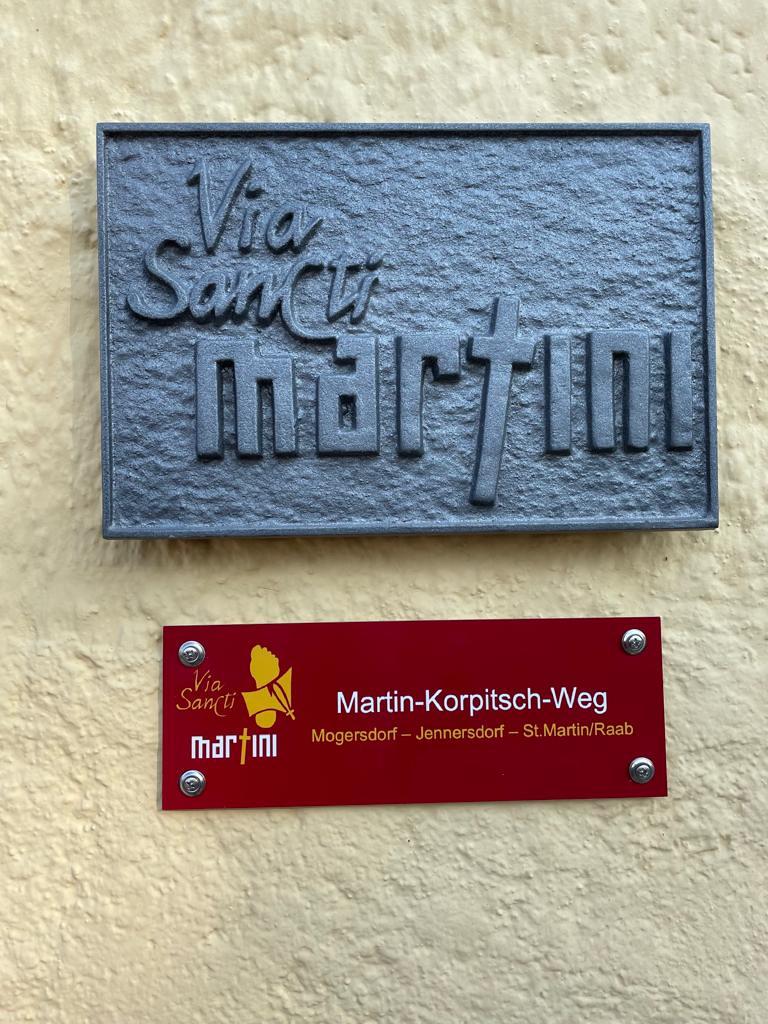 Via
Sancti
martini
Via
Sancti
martini
Martin-Korpitsch-Weg
Mogersdorf – Jennersdorf – St.Martin/Raab